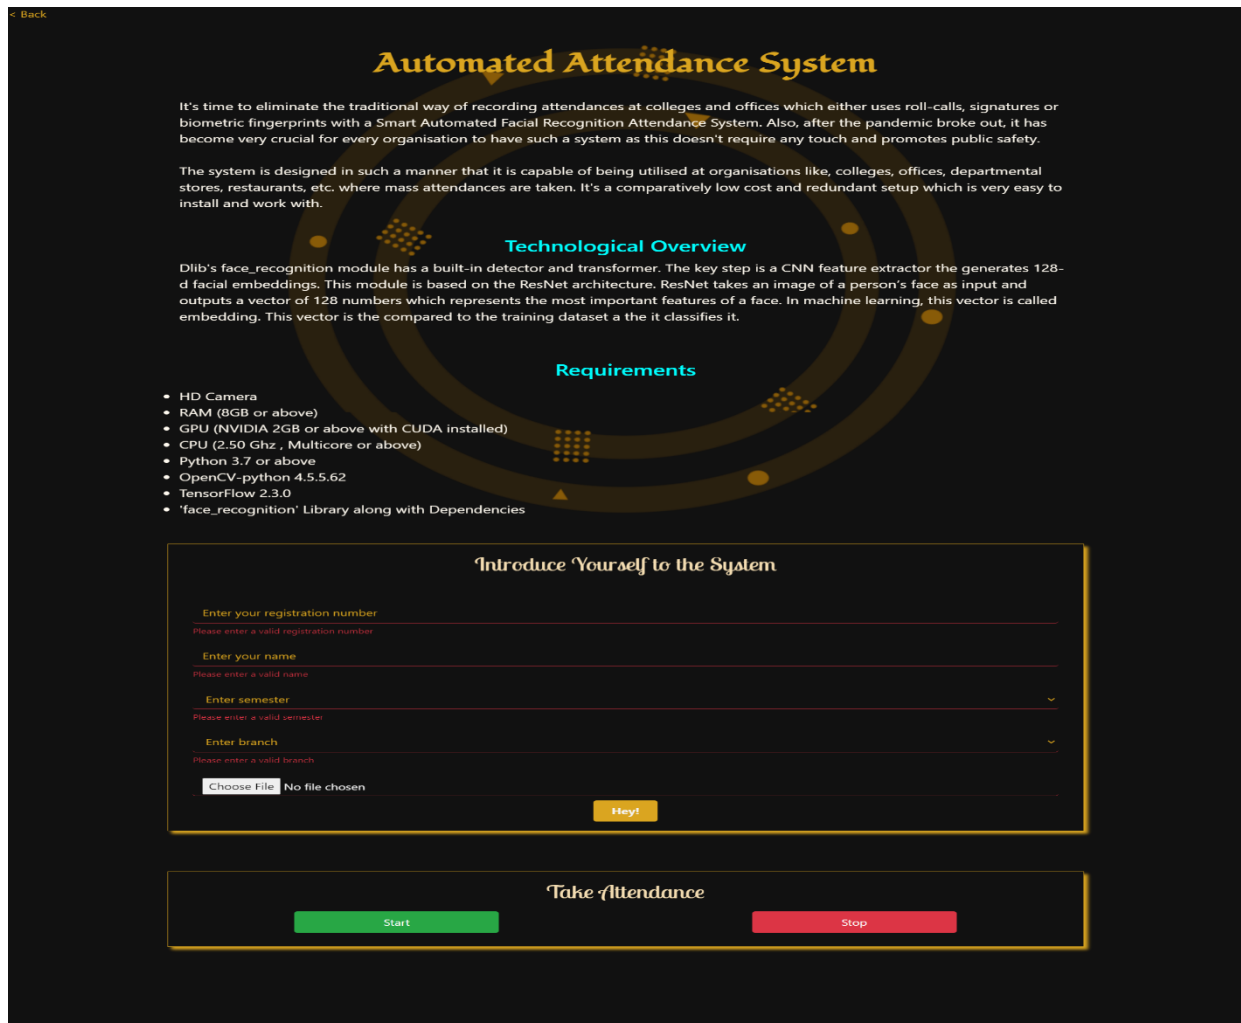 < Back
Automated Attendance System
It's time to eliminate the traditional way of recording attendances at colleges and offices which either uses roll-calls, signatures or
biometric fingerprints with a Smart Automated Facial Recognition Attendance System. Also, after the pandemic broke out, it has
become very crucial for every organisation to have such a system as this doesn't require any touch and promotes public safety.
The system is designed in such a manner that it is capable of being utilised at organisations like, colleges, offices, departmental
stores, restaurants, etc. where mass attendances are taken. It's a comparatively low cost and redundant setup which is very easy to
install and work with.
Technological Overview
Dlib's face_recognition module has a built-in detector and transformer. The key step is a CNN feature extractor the generates 128-
d facial embeddings. This module is based on the ResNet architecture. ResNet takes an image of a person’s face as input and
outputs a vector of 128 numbers which represents the most important features of a face. In machine learning, this vector is called
embedding. This vector is the compared to the training dataset a the it classifies it.
Requirements
• HD Camera
• RAM (8GB or above)
• GPU (NVIDIA 2GB or above with CUDA installed)
• CPU (2.50 Ghz , Multicore or above)
• Python 3.7 or above
• OpenCV-python 4.5.5.62
• TensorFlow 2.3.0
• 'face_recognition' Library along with Dependencies
Introduce Yourself to the System
Enter your registration number
Please enter a valid registration number
Enter your name
Please enter a valid name
Enter semester
Please enter a valid semester
Enter branch
Please enter a valid branch
Choose File No file chosen
Hey!
Take Attendance
Start Stop